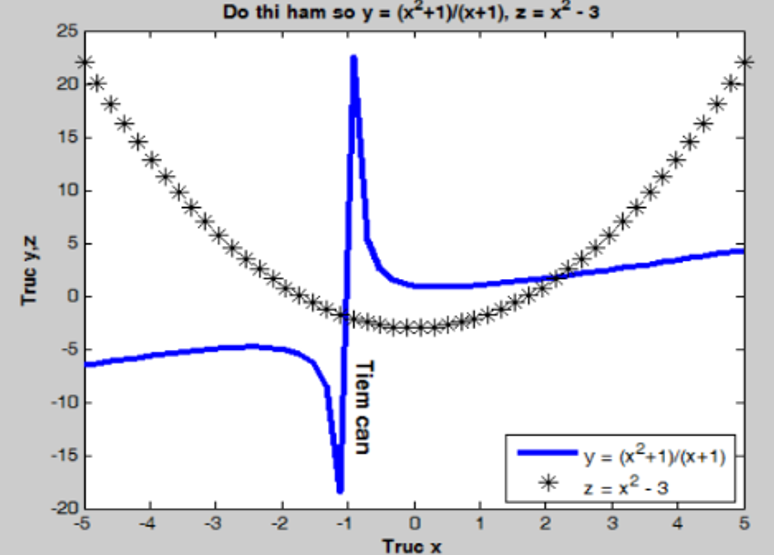 Do thi ham so y = (x²+1)/(x+1), z = x² - 3
25
20
15
10
5
0
-5
-10
-15
-20
Truc y,z
Tiem can
y = (x²+1)/(x+1)
z = x² - 3
-5 -4 -3 -2 -1 0 1 2 3 4 5
Truc x